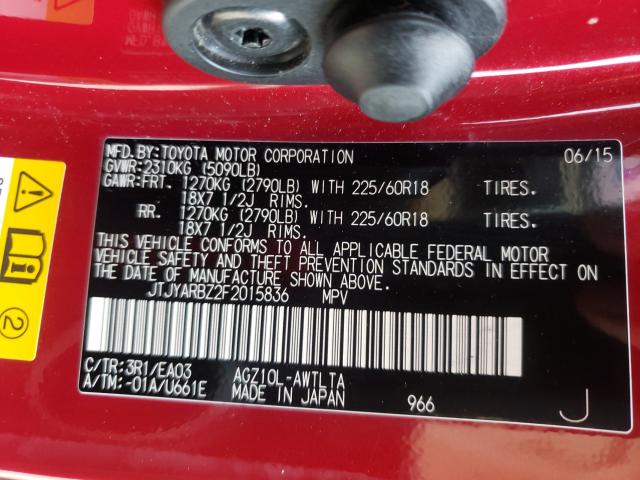 MFD.BY:TOYOTA MOTOR CORPORATION 06/15
GVWR:2310KG (5090LB)
GAWR:FRT. 1270KG (2790LB) WITH 225/60R18 TIRES.
18X7 1/2J RIMS.
RR. 1270KG (2790LB) WITH 225/60R18 TIRES.
18X7 1/2J RIMS.
THIS VEHICLE CONFORMS TO ALL APPLICABLE FEDERAL MOTOR
VEHICLE SAFETY AND THEFT PREVENTION STANDARDS IN EFFECT ON
THE DATE OF MANUFACTURE SHOWN ABOVE.
JTJYARBZ2F2015836 MPV
C/TR:3R1/EA03 AGZ10L-AWTLTA
A/TM:-01A/U661E MADE IN JAPAN 966 J
2